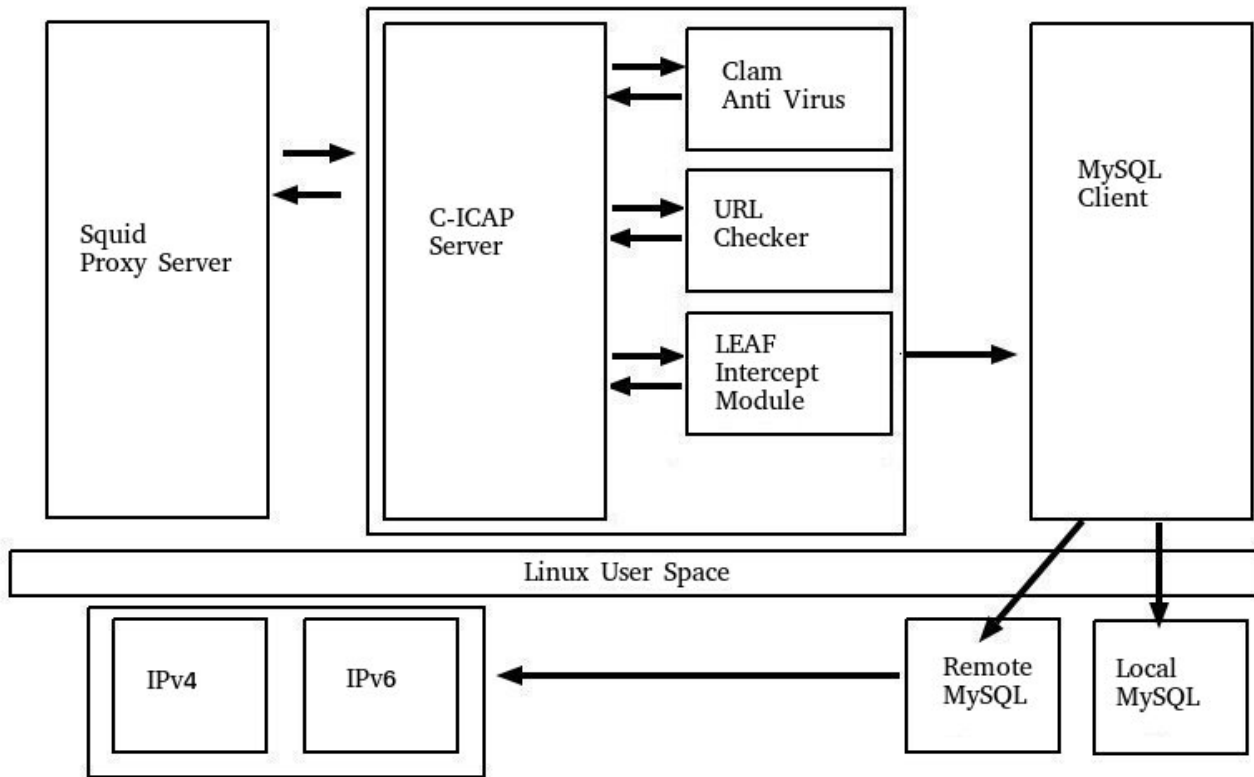 Squid
Proxy Server
C-ICAP
Server
Clam
Anti Virus
URL
Checker
LEAF
Intercept
Module
MySQL
Client
Linux User Space
IPv4
IPv6
Remote
MySQL
Local
MySQL